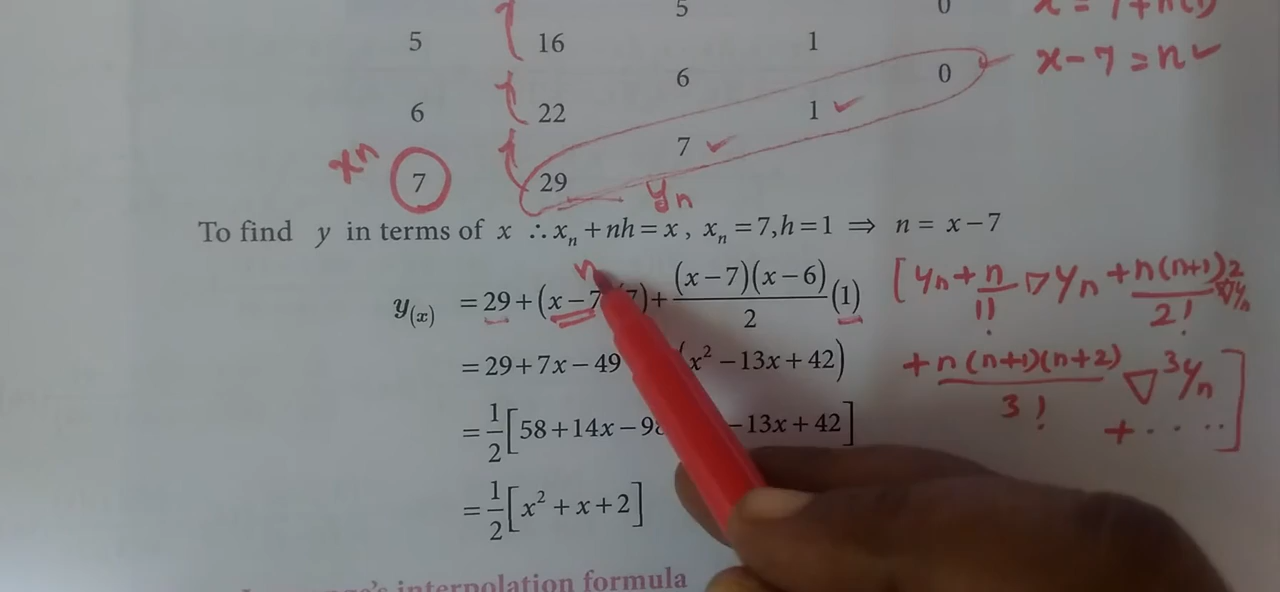 5 0 x = 7 + n(1)
5 16 1
x - 7 = n ✓
6 0
6 22 1 ✓
7 ✓
xn 7 29 yn
To find y in terms of x ∴ xₙ + nh = x, xₙ = 7, h = 1 ⇒ n = x − 7
n
y(x) = 29 + (x − 7)(7) + (x − 7)(x − 6)/2 (1) [yn + n/1! ∇yn + n(n+1)/2! ∇²yn
= 29 + 7x − 49 (x² − 13x + 42) + n(n+1)(n+2)/3! ∇³yn
+ ....]
= 1/2 [58 + 14x − 98 − 13x + 42]
= 1/2 [x² + x + 2]
interpolation formula